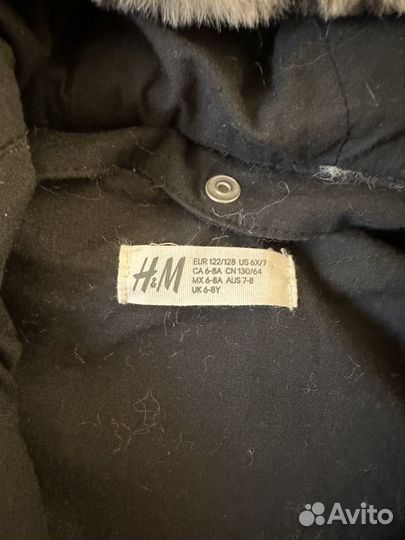 H&M
EUR 122/128 US 6X/7
CA 6-8A CN 130/64
MX 6-8A AUS 7-8
UK 6-8Y
Avito